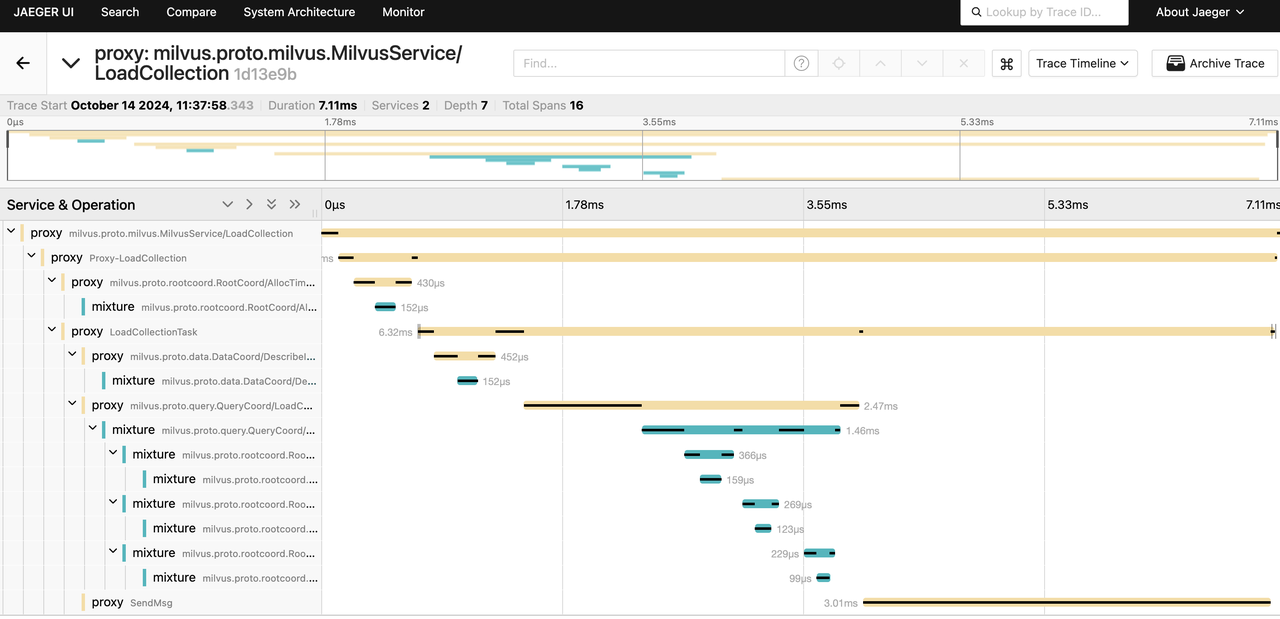 JAEGER UI Search Compare System Architecture Monitor Lookup by Trace ID... About Jaeger
proxy: milvus.proto.milvus.MilvusService/
LoadCollection 1d13e9b
Find... ? ⌘ Trace Timeline Archive Trace
Trace Start October 14 2024, 11:37:58.343 Duration 7.11ms Services 2 Depth 7 Total Spans 16
0μs 1.78ms 3.55ms 5.33ms 7.11ms
Service & Operation 0μs 1.78ms 3.55ms 5.33ms 7.11ms
proxy milvus.proto.milvus.MilvusService/LoadCollection
proxy Proxy-LoadCollection ms
proxy milvus.proto.rootcoord.RootCoord/AllocTim... 430μs
mixture milvus.proto.rootcoord.RootCoord/Al... 152μs
proxy LoadCollectionTask 6.32ms
proxy milvus.proto.data.DataCoord/DescribeI... 452μs
mixture milvus.proto.data.DataCoord/De... 152μs
proxy milvus.proto.query.QueryCoord/LoadC... 2.47ms
mixture milvus.proto.query.QueryCoord/... 1.46ms
mixture milvus.proto.rootcoord.Roo... 366μs
mixture milvus.proto.rootcoord.... 159μs
mixture milvus.proto.rootcoord.Roo... 269μs
mixture milvus.proto.rootcoord.... 123μs
mixture milvus.proto.rootcoord.Roo... 229μs
mixture milvus.proto.rootcoord.... 99μs
proxy SendMsg 3.01ms